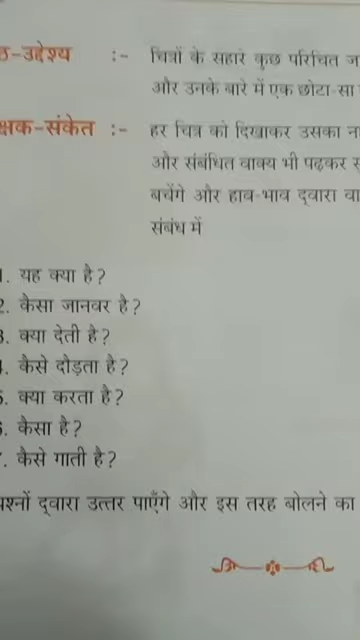 ठ-उद्देश्य :- चित्रों के सहारे कुछ परिचित ज
और उनके बारे में एक छोटा-सा
क्षक-संकेत :- हर चित्र को दिखाकर उसका ना
और संबंधित वाक्य भी पढ़कर स
बचेंगे और हाव-भाव द्वारा वा
संबंध में
1. यह क्या है?
2. कैसा जानवर है?
3. क्या देती है?
4. कैसे दौड़ता है?
5. क्या करता है?
6. कैसा है?
7. कैसे गाती है?
प्रश्नों द्वारा उत्तर पाएँगे और इस तरह बोलने का